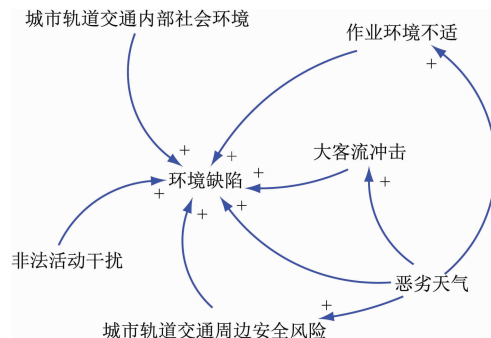 城市轨道交通内部社会环境
作业环境不适
+
+
+
大客流冲击
+
环境缺陷
+
+
+
+
非法活动干扰
恶劣天气
+
城市轨道交通周边安全风险